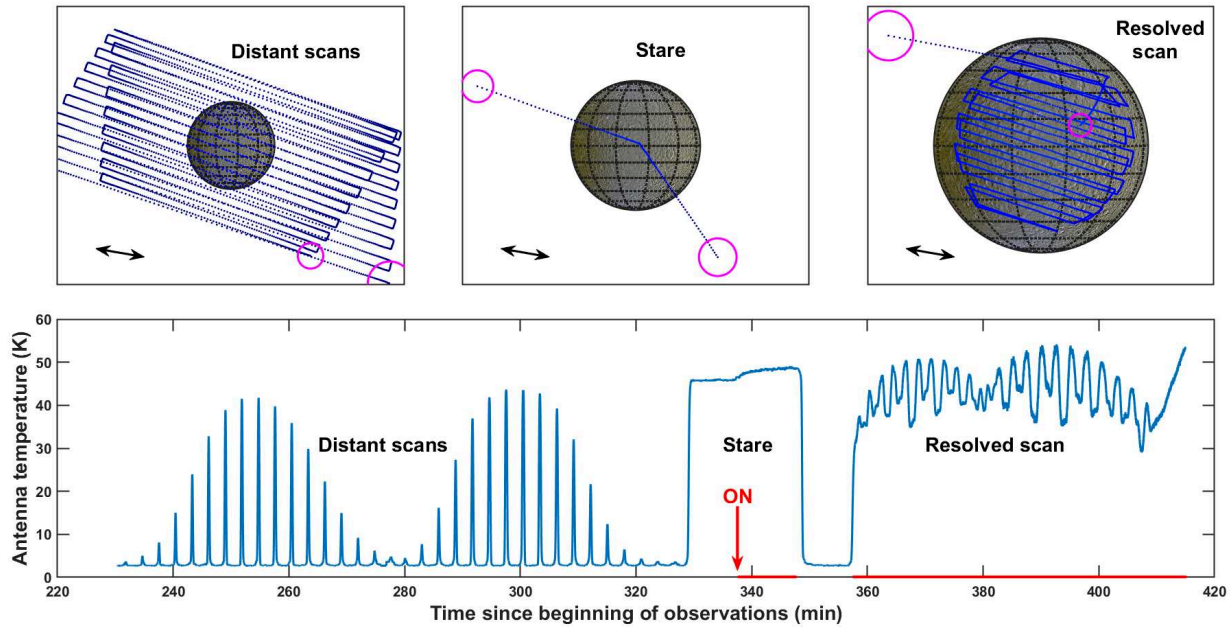 Distant scans
Stare
Resolved
scan
Antenna temperature (K)
60
50
40
30
20
10
0
Distant scans
Stare
Resolved scan
ON
220
240
260
280
300
320
340
360
380
400
420
Time since beginning of observations (min)